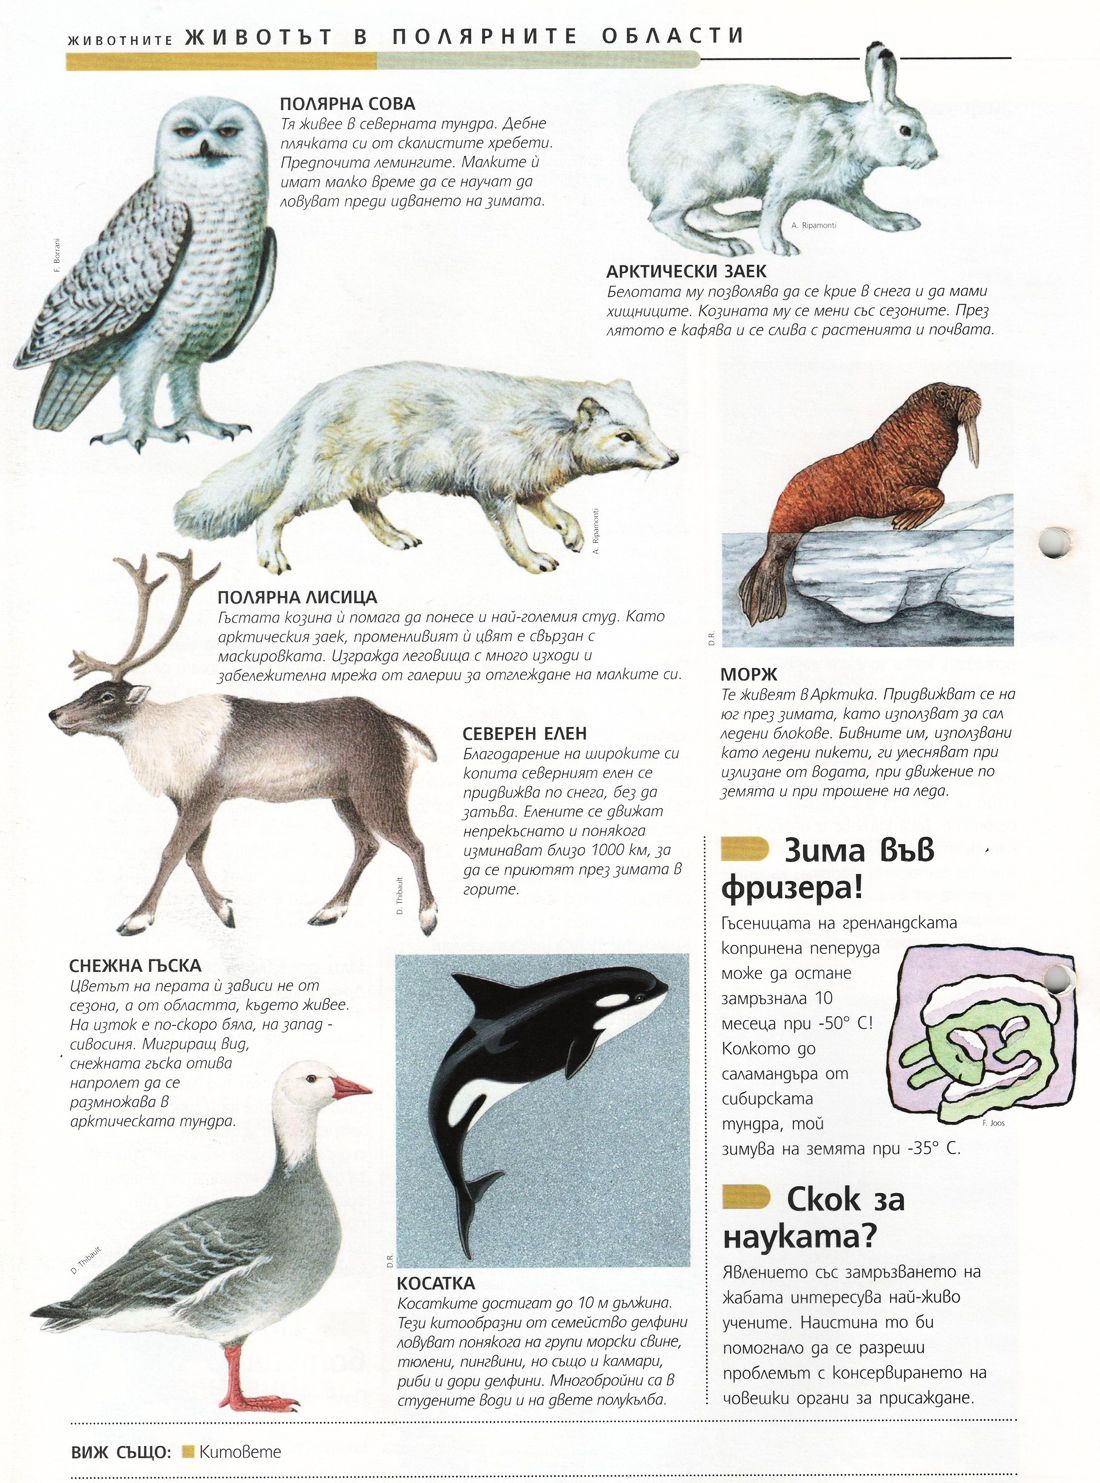 ЖИВОТНИТЕ ЖИВОТЪТ В ПОЛЯРНИТЕ ОБЛАСТИ
ПОЛЯРНА СОВА
Тя живее в северната тундра. Дебне
плячката си от скалистите хребети.
Предпочита лемингите. Малките ѝ
имат малко време да се научат да
ловуват преди идването на зимата.
F. Borrani
A. Ripamonti
АРКТИЧЕСКИ ЗАЕК
Белотата му позволява да се крие в снега и да мами
хищниците. Козината му се мени със сезоните. През
лятото е кафява и се слива с растенията и почвата.
A. Ripamonti
ПОЛЯРНА ЛИСИЦА
Гъстата козина ѝ помага да понесе и най-големия студ. Като
арктическия заек, променливият ѝ цвят е свързан с
маскировката. Изгражда леговища с много изходи и
забележителна мрежа от галерии за отглеждане на малките си.
D.R.
МОРЖ
Те живеят в Арктика. Придвижват се на
юг през зимата, като използват за сал
ледени блокове. Бивните им, използвани
като ледени пикети, ги улесняват при
излизане от водата, при движение по
земята и при трошене на леда.
СЕВЕРЕН ЕЛЕН
Благодарение на широките си
копита северният елен се
придвижва по снега, без да
затъва. Елените се движат
непрекъснато и понякога
изминават близо 1000 км, за
да се приютят през зимата в
горите.
D. Thibault
СНЕЖНА ГЪСКА
Цветът на перата ѝ зависи не от
сезона, а от областта, където живее.
На изток е по-скоро бяла, на запад -
сивосиня. Мигриращ вид,
снежната гъска отива
напролет да се
размножава в
арктическата тундра.
D. Thibault
D.R.
КОСАТКА
Косатките достигат до 10 м дължина.
Тези китообразни от семейство делфини
ловуват понякога на групи морски свине,
тюлени, пингвини, но също и калмари,
риби и дори делфини. Многобройни са в
студените води и на двете полукълба.
Зима във
фризера!
Гъсеницата на гренландската
копринена пеперуда
може да остане
замръзнала 10
месеца при -50° C!
Колкото до
саламандъра от
сибирската
тундра, той
зимува на земята при -35° C.
F. Joos
Скок за
науката?
Явлението със замръзването на
жабата интересува най-живо
учените. Наистина то би
помогнало да се разреши
проблемът с консервирането на
човешки органи за присаждане.
ВИЖ СЪЩО: Китовете